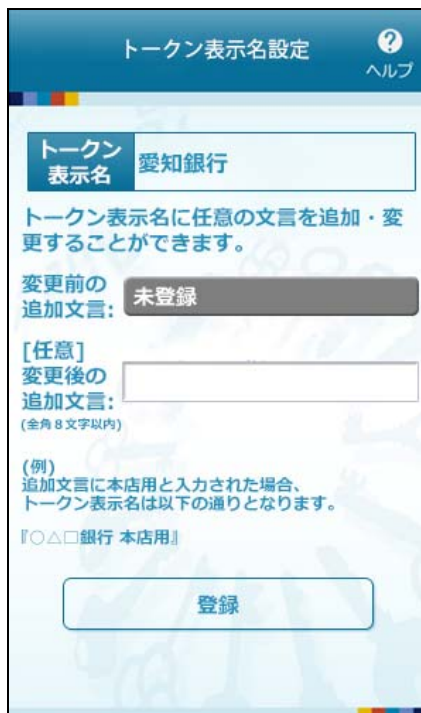 トークン表示名設定
?
ヘルプ
トークン
表示名
愛知銀行
トークン表示名に任意の文言を追加・変
更することができます。
変更前の
追加文言:
未登録
[任意]
変更後の
追加文言:
(全角8文字以内)
(例)
追加文言に本店用と入力された場合、
トークン表示名は以下の通りとなります。
『○△□銀行 本店用』
登録